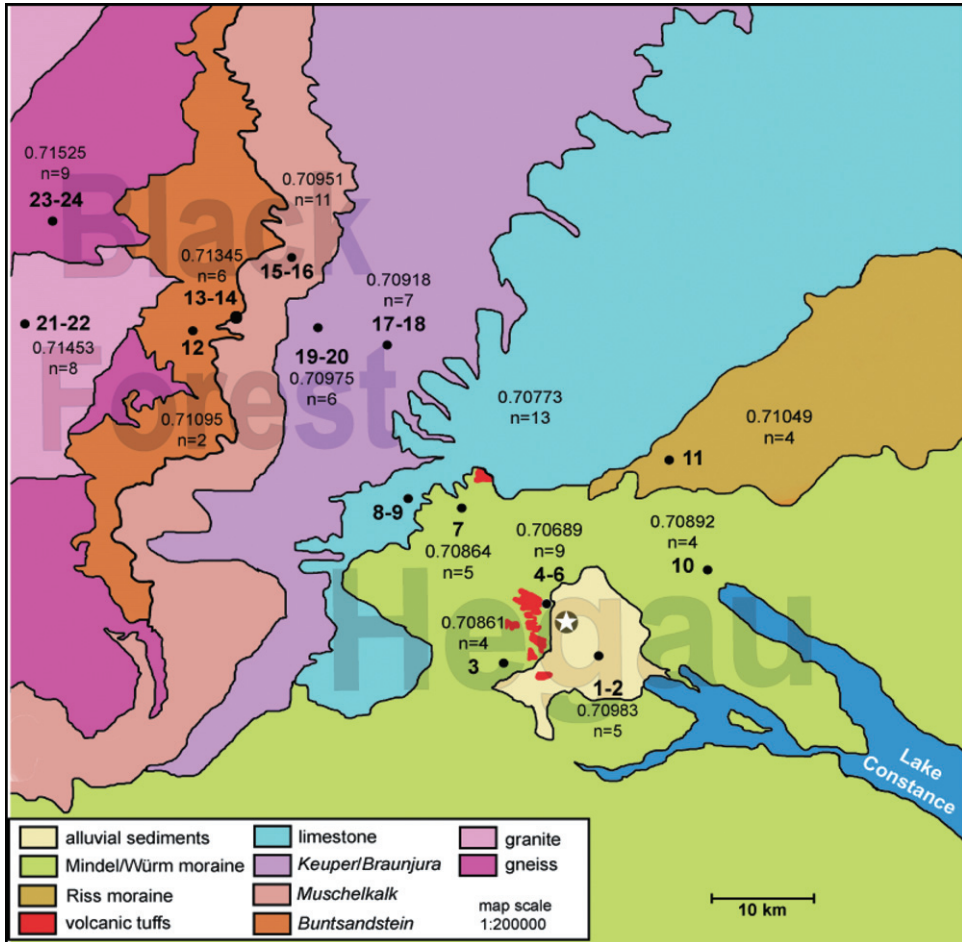 0.71525
n=9
23-24
0.70951
n=11
Black
0.71345
n=6
13-14
15-16
0.70918
n=7
17-18
21-22
0.71453
n=8
12
19-20
0.70975
n=6
Forest
0.71095
n=2
0.70773
n=13
0.71049
n=4
11
8-9
7
0.70864
n=5
0.70689
n=9
4-6
0.70892
n=4
10
Hegau
0.70861
n=4
3
1-2
0.70983
n=5
Lake
Constance
alluvial sediments
Mindel/Würm moraine
Riss moraine
volcanic tuffs
limestone
Keuper/Braunjura
Muschelkalk
Buntsandstein
granite
gneiss
map scale
1:200000
10 km